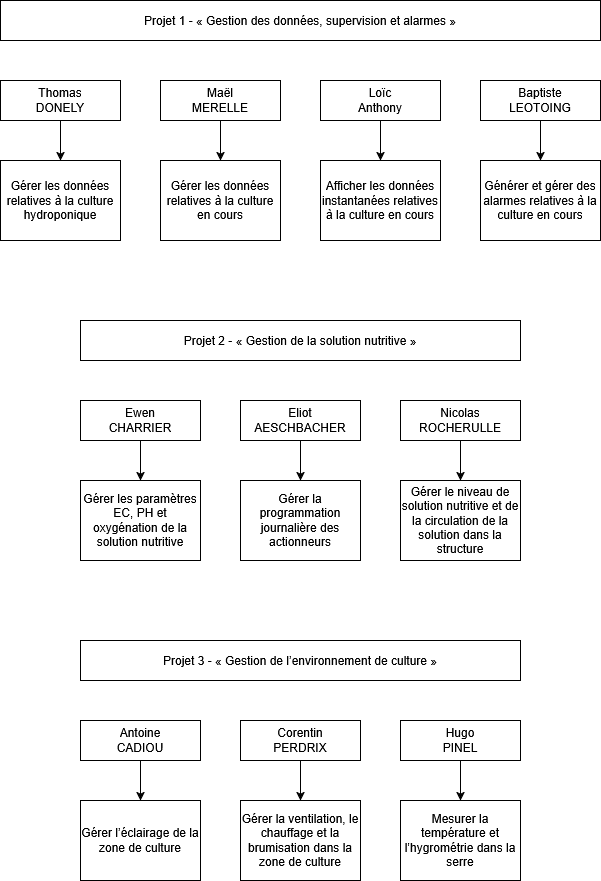 Projet 1 - « Gestion des données, supervision et alarmes »
Thomas
DONELY
Maël
MERELLE
Loïc
Anthony
Baptiste
LEOTOING
Gérer les données
relatives à la culture
hydroponique
Gérer les données
relatives à la culture
en cours
Afficher les données
instantanées relatives
à la culture en cours
Générer et gérer des
alarmes relatives à la
culture en cours
Projet 2 - « Gestion de la solution nutritive »
Ewen
CHARRIER
Eliot
AESCHBACHER
Nicolas
ROCHERULLE
Gérer les paramètres
EC, PH et
oxygénation de la
solution nutritive
Gérer la
programmation
journalière des
actionneurs
Gérer le niveau de
solution nutritive et de
la circulation de la
solution dans la
structure
Projet 3 - « Gestion de l’environnement de culture »
Antoine
CADIOU
Corentin
PERDRIX
Hugo
PINEL
Gérer l’éclairage de la
zone de culture
Gérer la ventilation, le
chauffage et la
brumisation dans la
zone de culture
Mesurer la
température et
l’hygrométrie dans la
serre